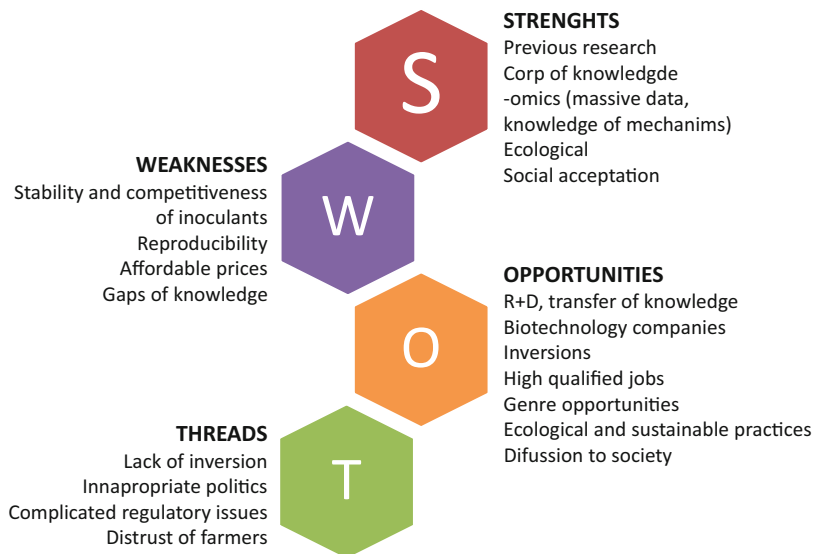 S
STRENGHTS
Previous research
Corp of knowledgde
-omics (massive data,
knowledge of mechanims)
Ecological
Social acceptation
W
WEAKNESSES
Stability and competitiveness
of inoculants
Reproducibility
Affordable prices
Gaps of knowledge
O
OPPORTUNITIES
R+D, transfer of knowledge
Biotechnology companies
Inversions
High qualified jobs
Genre opportunities
Ecological and sustainable practices
Difussion to society
T
THREADS
Lack of inversion
Innapropriate politics
Complicated regulatory issues
Distrust of farmers